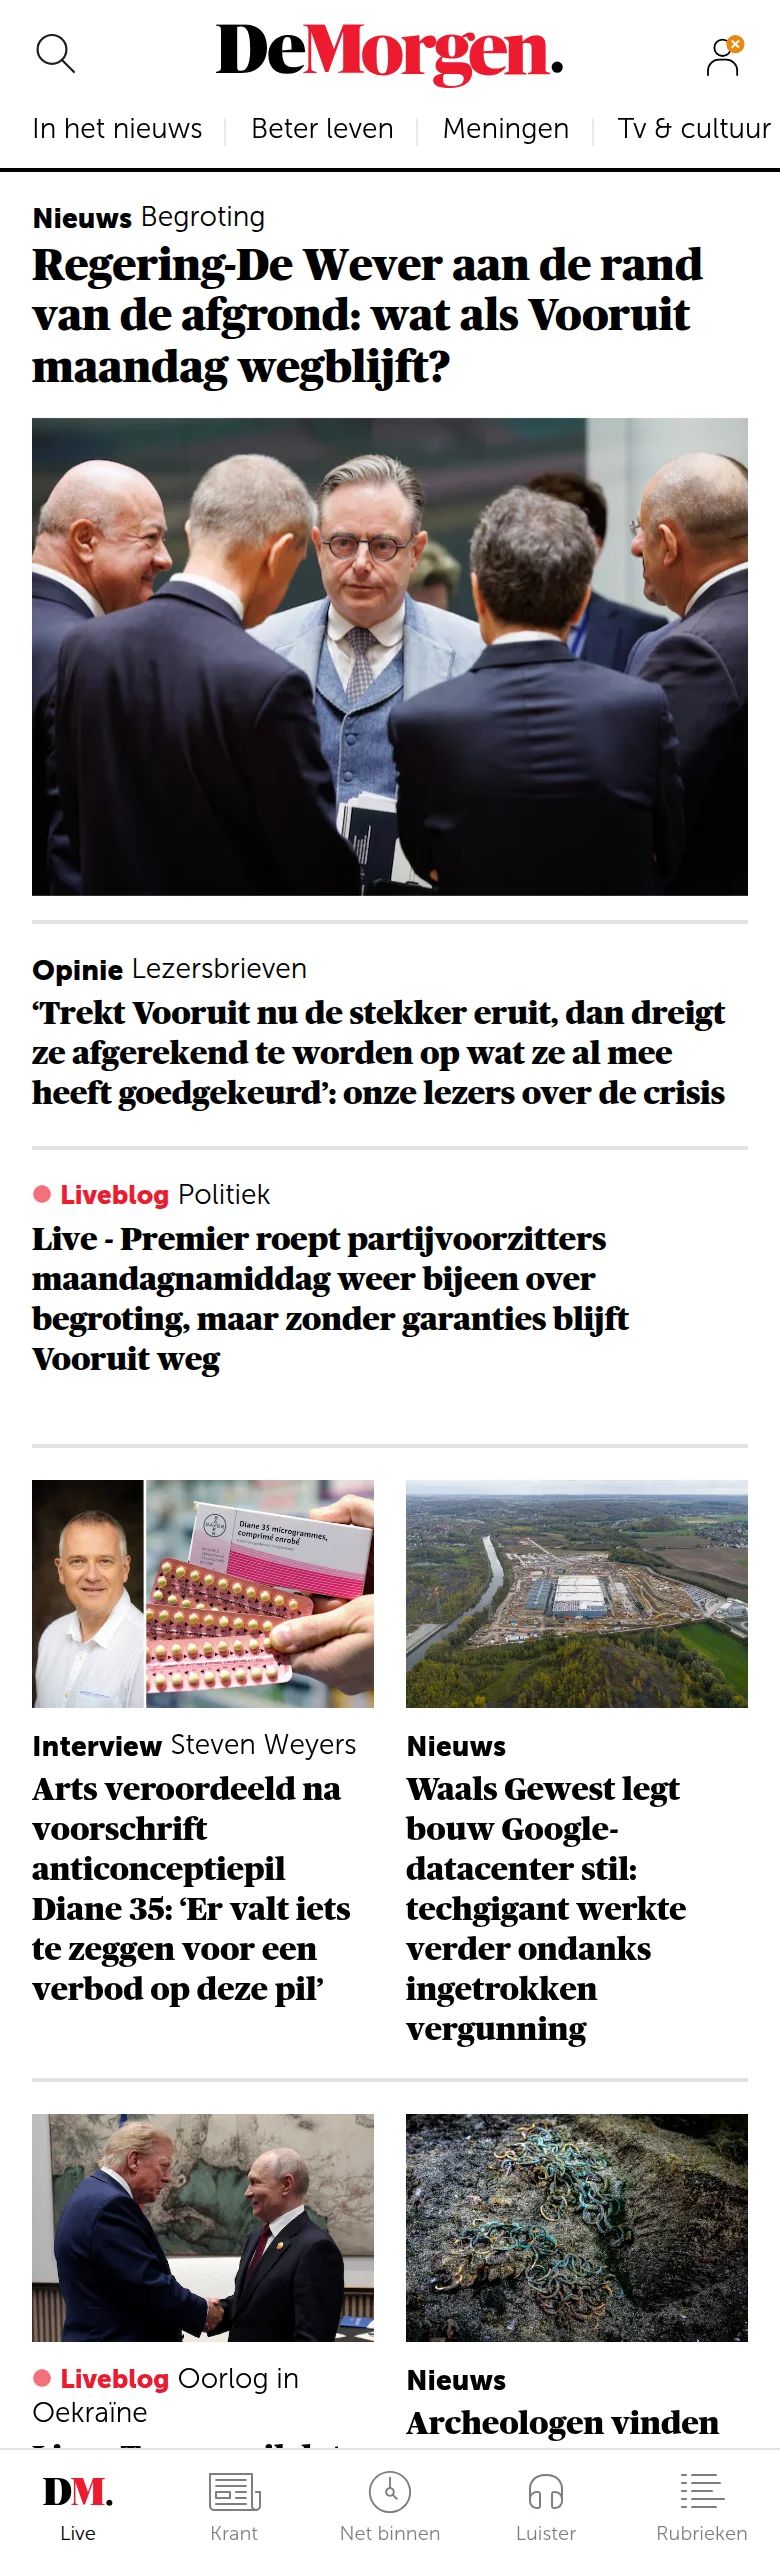 DeMorgen.
In het nieuws
Beter leven
Meningen
Tv & cultuur
Nieuws Begroting
Regering-De Wever aan de rand
van de afgrond: wat als Vooruit
maandag wegblijft?
Opinie Lezersbrieven
‘Trekt Vooruit nu de stekker eruit, dan dreigt
ze afgerekend te worden op wat ze al mee
heeft goedgekeurd’: onze lezers over de crisis
Liveblog Politiek
Live - Premier roept partijvoorzitters
maandagnamiddag weer bijeen over
begroting, maar zonder garanties blijft
Vooruit weg
Diane 35 microgrammes,
comprimé enrobé
Interview Steven Weyers
Arts veroordeeld na
voorschrift
anticonceptiepil
Diane 35: ‘Er valt iets
te zeggen voor een
verbod op deze pil’
Nieuws
Waals Gewest legt
bouw Google-
datacenter stil:
techgigant werkte
verder ondanks
ingetrokken
vergunning
Liveblog Oorlog in
Oekraïne
Nieuws
Archeologen vinden
DM.
Live
Krant
Net binnen
Luister
Rubrieken